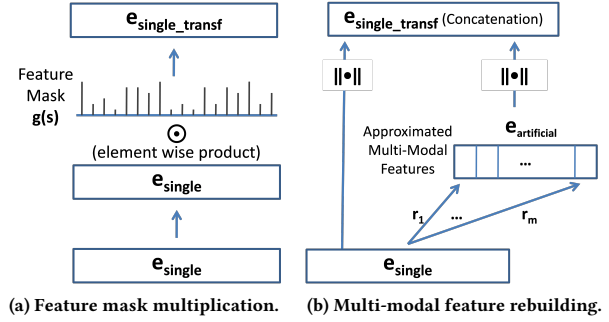 e_single_transf
Feature
Mask
g(s)
⊙
(element wise product)
e_single
e_single
(a) Feature mask multiplication.
e_single_transf (Concatenation)
‖•‖ ‖•‖
e_artificial
Approximated
Multi-Modal
Features
...
r_1 ... r_m
e_single
(b) Multi-modal feature rebuilding.